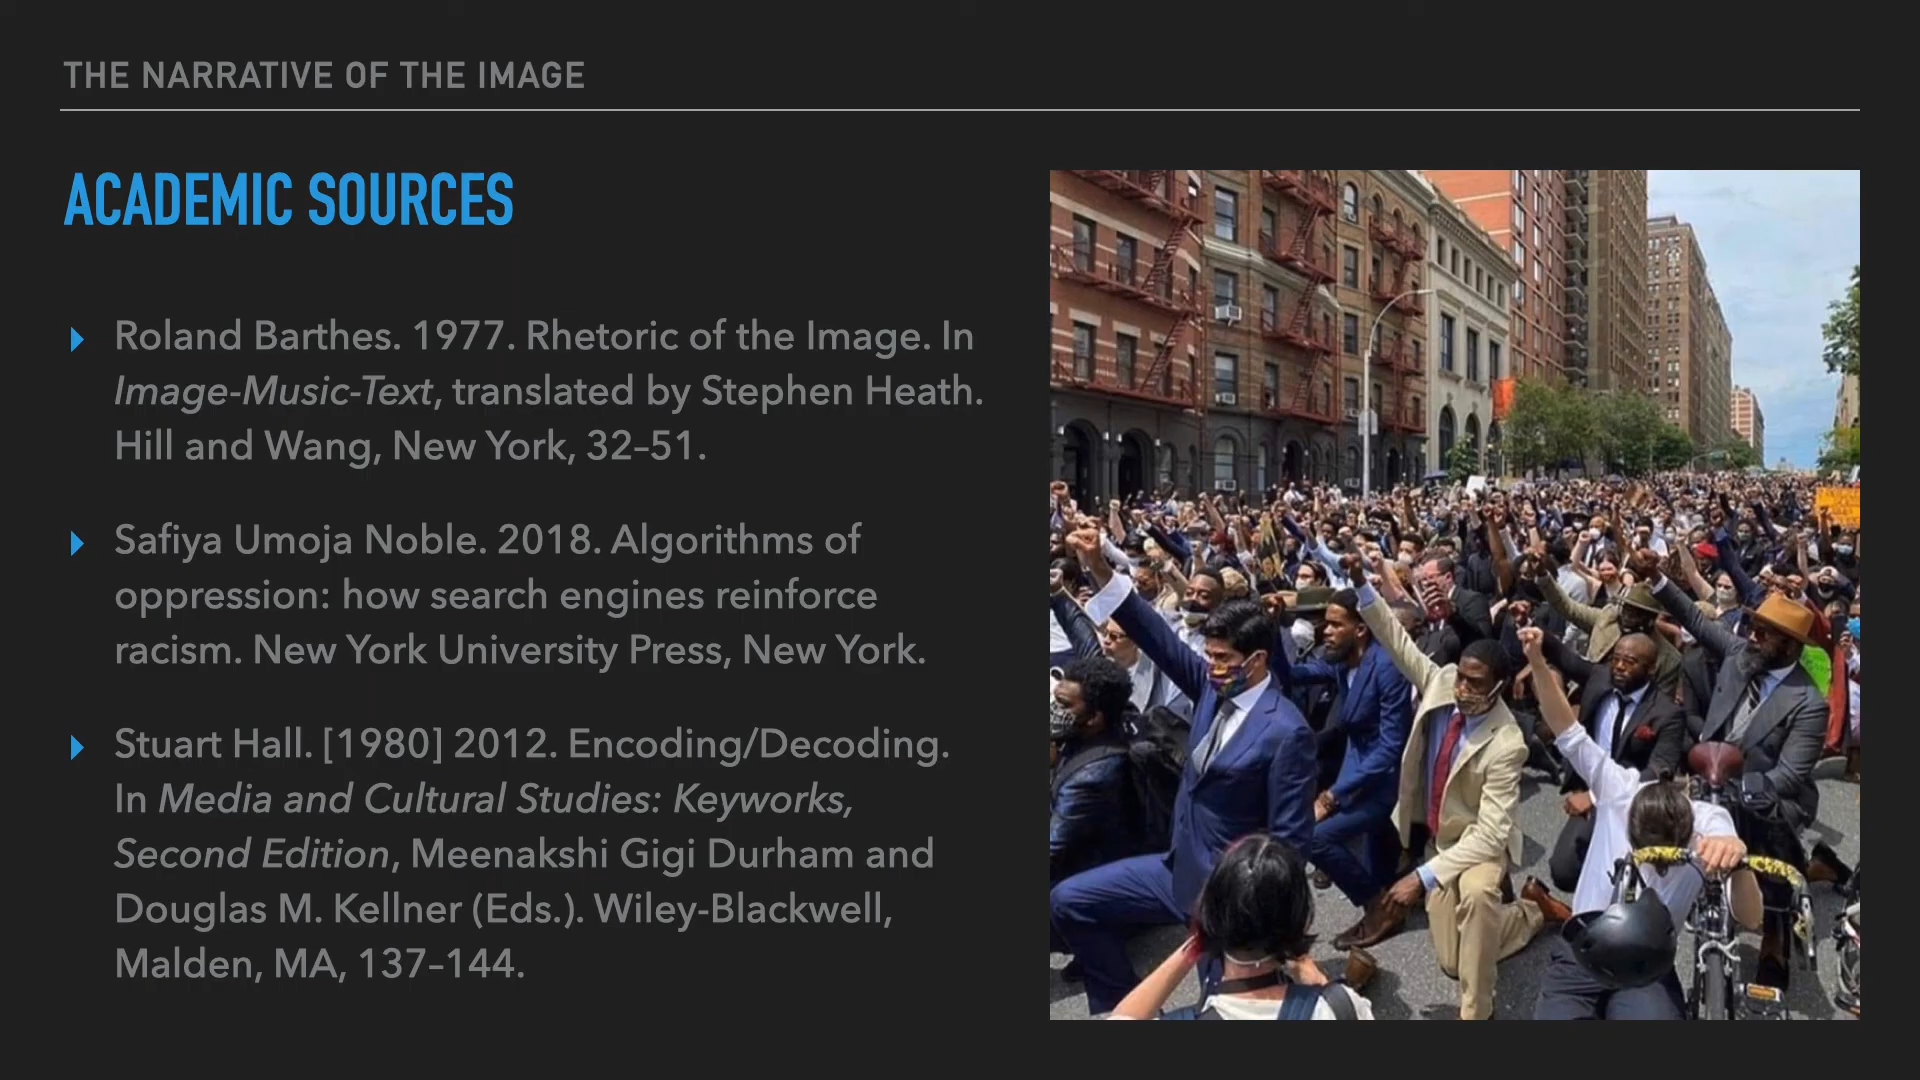 THE NARRATIVE OF THE IMAGE
ACADEMIC SOURCES
Roland Barthes. 1977. Rhetoric of the Image. In
Image-Music-Text, translated by Stephen Heath.
Hill and Wang, New York, 32–51.
Safiya Umoja Noble. 2018. Algorithms of
oppression: how search engines reinforce
racism. New York University Press, New York.
Stuart Hall. [1980] 2012. Encoding/Decoding.
In Media and Cultural Studies: Keyworks,
Second Edition, Meenakshi Gigi Durham and
Douglas M. Kellner (Eds.). Wiley-Blackwell,
Malden, MA, 137–144.